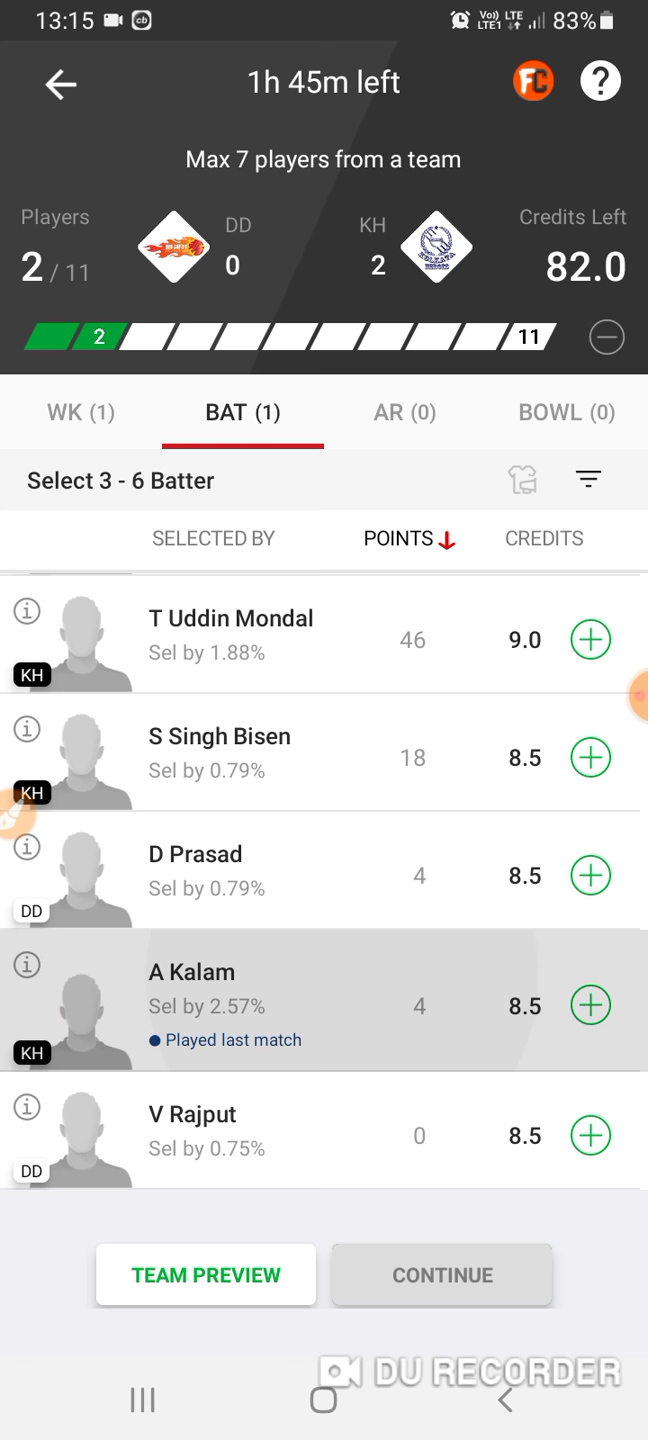 13:15 cb Vo) LTE LTE1 83%
1h 45m left FC ?
Max 7 players from a team
Players DD KH Credits Left
2 / 11 0 2 82.0
2 11
WK (1) BAT (1) AR (0) BOWL (0)
Select 3 - 6 Batter
SELECTED BY POINTS CREDITS
T Uddin Mondal
Sel by 1.88% 46 9.0
KH
S Singh Bisen
Sel by 0.79% 18 8.5
KH
D Prasad
Sel by 0.79% 4 8.5
DD
A Kalam
Sel by 2.57% 4 8.5
Played last match
KH
V Rajput
Sel by 0.75% 0 8.5
DD
TEAM PREVIEW CONTINUE
DU RECORDER